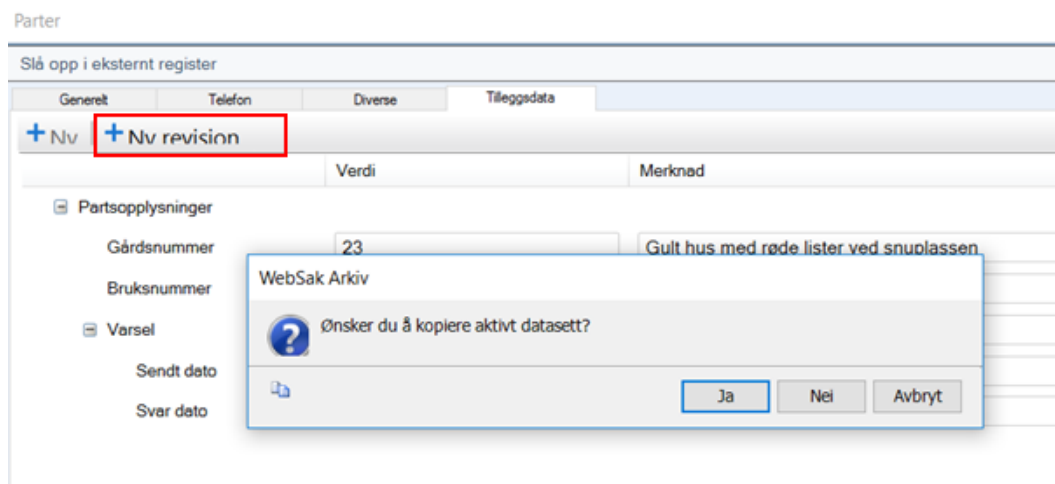 Parter
Slå opp i eksternt register
Generelt Telefon Diverse Tilleggsdata
+ Ny + Ny revisjon
Verdi Merknad
Partsopplysninger
Gårdsnummer 23 Gult hus med røde lister ved snuplassen
Bruksnummer
Varsel
Sendt dato
Svar dato
WebSak Arkiv
Ønsker du å kopiere aktivt datasett?
Ja Nei Avbryt